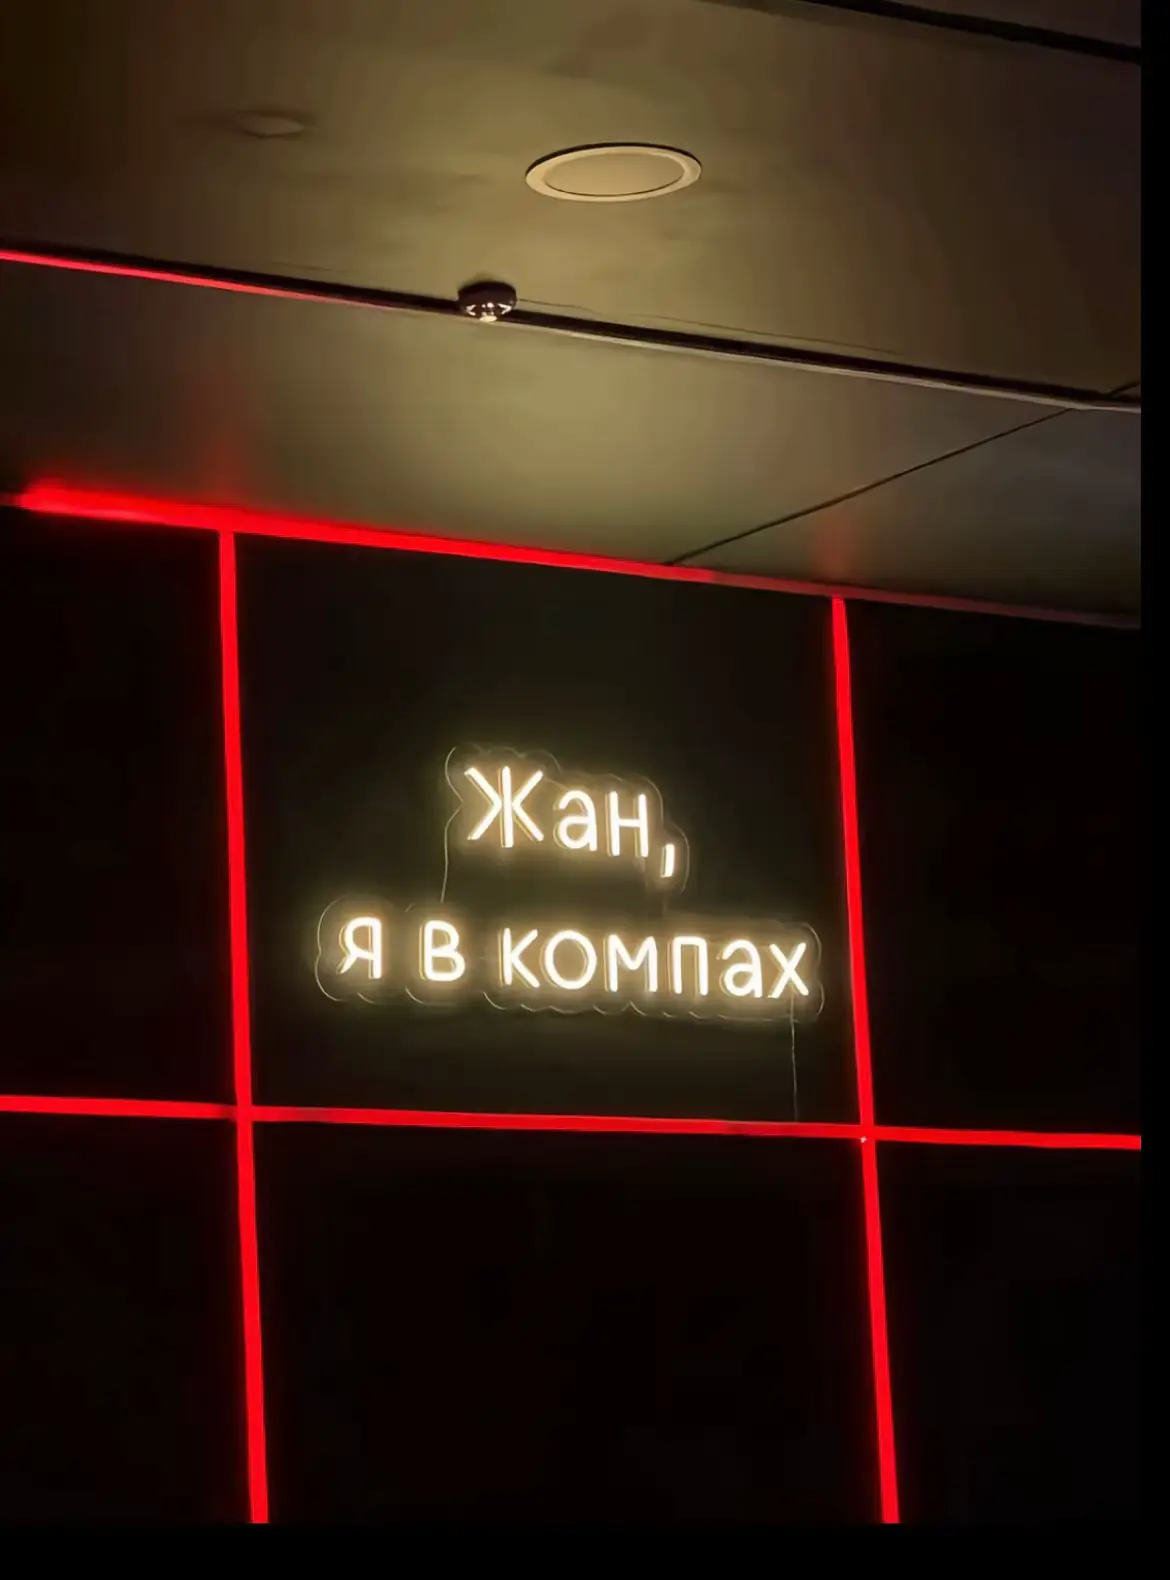 Жан,
я в компах